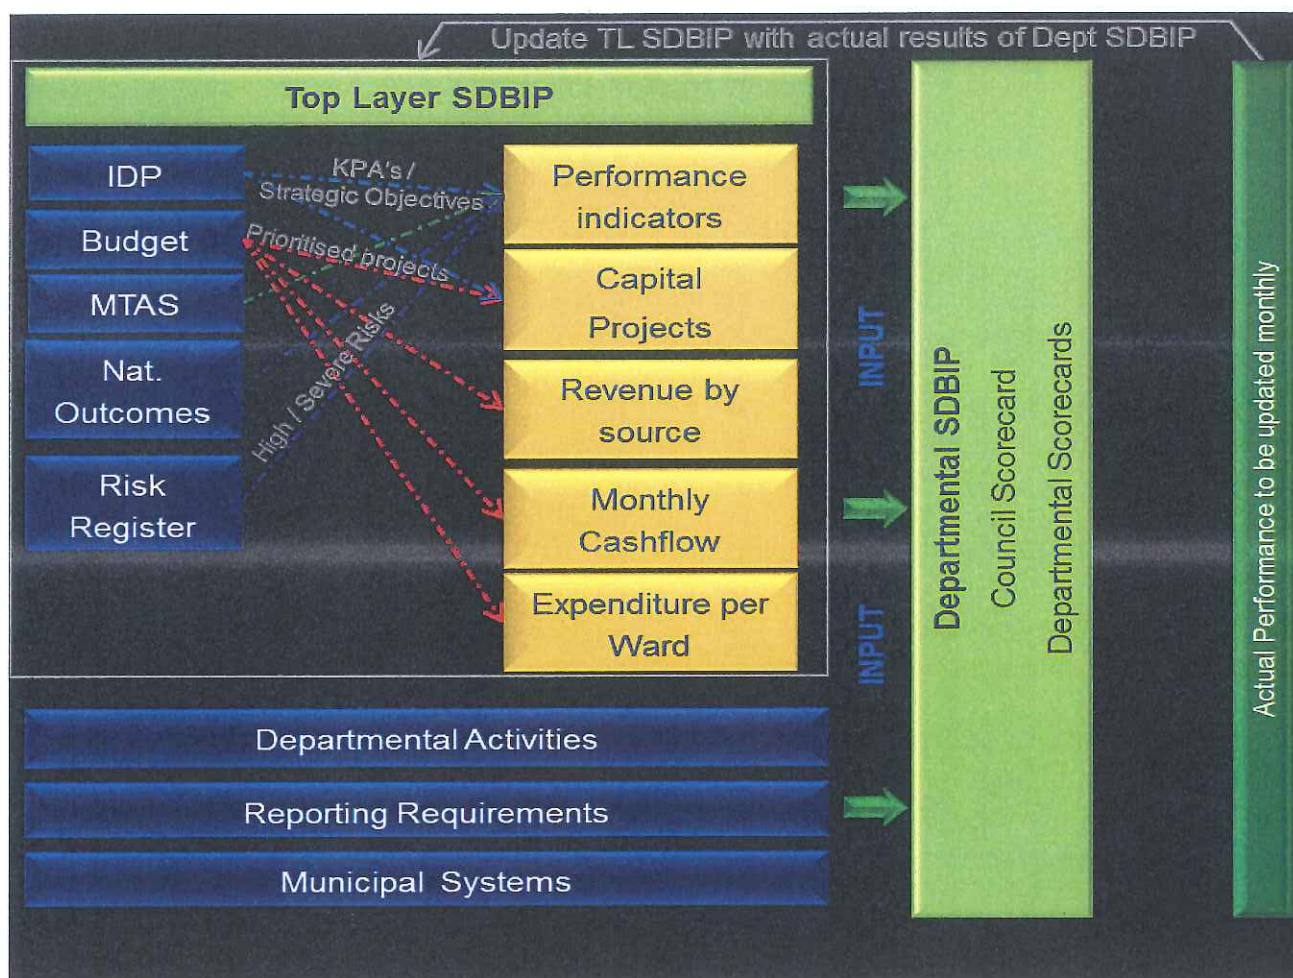 Update TL SDBIP with actual results of Dept SDBIP
Top Layer SDBIP
IDP
Budget
MTAS
Nat.
Outcomes
Risk
Register
KPA's /
Strategic Objectives
Prioritised projects
High / Severe Risks
Performance
indicators
Capital
Projects
Revenue by
source
Monthly
Cashflow
Expenditure per
Ward
INPUT
INPUT
Departmental SDBIP
Council Scorecard
Departmental Scorecards
Actual Performance to be updated monthly
Departmental Activities
Reporting Requirements
Municipal Systems